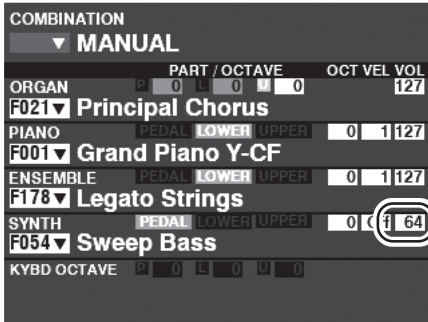 COMBINATION
▼ MANUAL
PART / OCTAVE OCT VEL VOL
ORGAN P 0 L 0 U 0 127
F021▼ Principal Chorus
PIANO PEDAL LOWER UPPER 0 1 127
F001▼ Grand Piano Y-CF
ENSEMBLE PEDAL LOWER UPPER 0 1 127
F178▼ Legato Strings
SYNTH PEDAL LOWER UPPER 0 Off 64
F054▼ Sweep Bass
KYBD OCTAVE P 0 L 0 U 0